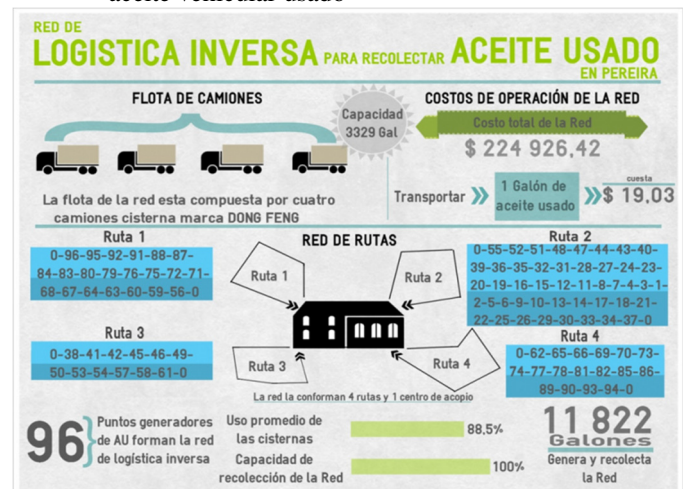 aceite vehicular usado
RED DE
LOGISTICA INVERSA PARA RECOLECTAR ACEITE USADO
EN PEREIRA
FLOTA DE CAMIONES
Capacidad
3329 Gal
La flota de la red esta compuesta por cuatro
camiones cisterna marca DONG FENG
COSTOS DE OPERACIÓN DE LA RED
Costo total de la Red
$ 224 926,42
Transportar
1 Galón de
aceite usado
cuesta
$ 19,03
RED DE RUTAS
Ruta 1
0-96-95-92-91-88-87-
84-83-80-79-76-75-72-71-
68-67-64-63-60-59-56-0
Ruta 1
Ruta 2
Ruta 2
0-55-52-51-48-47-44-43-40-
39-36-35-32-31-28-27-24-23-
20-19-16-15-12-11-8-7-4-3-1-
2-5-6-9-10-13-14-17-18-21-
22-25-26-29-30-33-34-37-0
Ruta 3
0-38-41-42-45-46-49-
50-53-54-57-58-61-0
Ruta 3
Ruta 4
Ruta 4
0-62-65-66-69-70-73-
74-77-78-81-82-85-86-
89-90-93-94-0
La red la conforman 4 rutas y 1 centro de acopio
96
Puntos generadores
de AU forman la red
de logística inversa
Uso promedio de
las cisternas
88,5%
Capacidad de
recolección de la Red
100%
11 822
Galones
Genera y recolecta
la Red